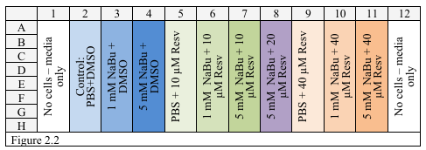 1 2 3 4 5 6 7 8 9 10 11 12
A
B
C
D
E
F
G
H
No cells – media
only
Control:
PBS+DMSO
1 mM NaBu +
DMSO
5 mM NaBu +
DMSO
PBS + 10 µM Resv
1 mM NaBu + 10
µM Resv
5 mM NaBu + 10
µM Resv
5 mM NaBu + 20
µM Resv
PBS + 40 µM Resv
1 mM NaBu + 40
µM Resv
5 mM NaBu + 40
µM Resv
No cells – media
only
Figure 2.2